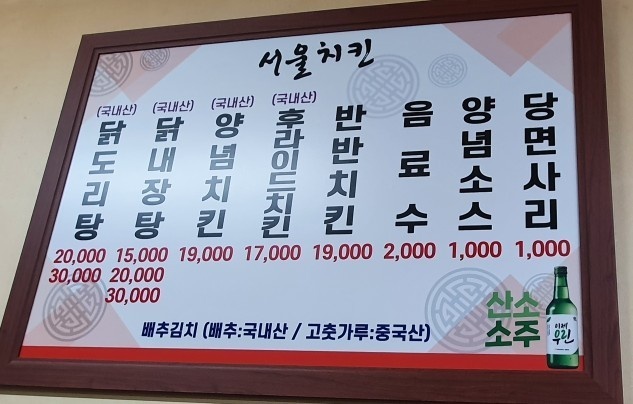 서울치킨
(국내산) (국내산) (국내산) (국내산)
닭도리탕 닭내장탕 양념치킨 후라이드치킨 반반치킨 음료수 양념소스 당면사리
20,000 15,000 19,000 17,000 19,000 2,000 1,000 1,000
30,000 20,000
30,000
배추김치 (배추:국내산 / 고춧가루:중국산)
산소
소주
이제
우린